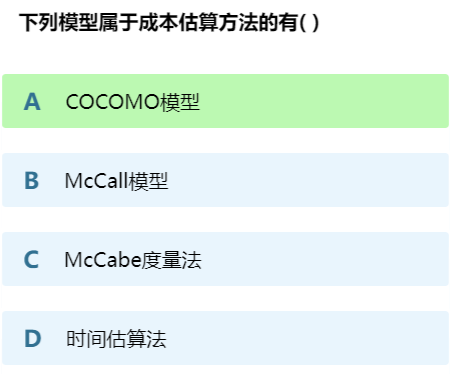 下列模型属于成本估算方法的有( )
A COCOMO模型
B McCall模型
C McCabe度量法
D 时间估算法